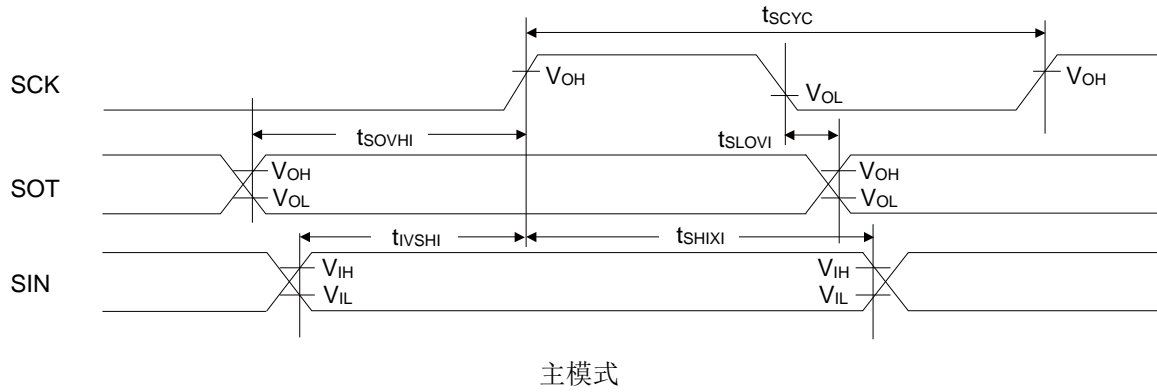 tSCYC
SCK
VOH
VOL
VOH
tSOVHI
tSLOVI
SOT
VOH
VOL
VOH
VOL
tIVSHI
tSHIXI
SIN
VIH
VIL
VIH
VIL
主模式